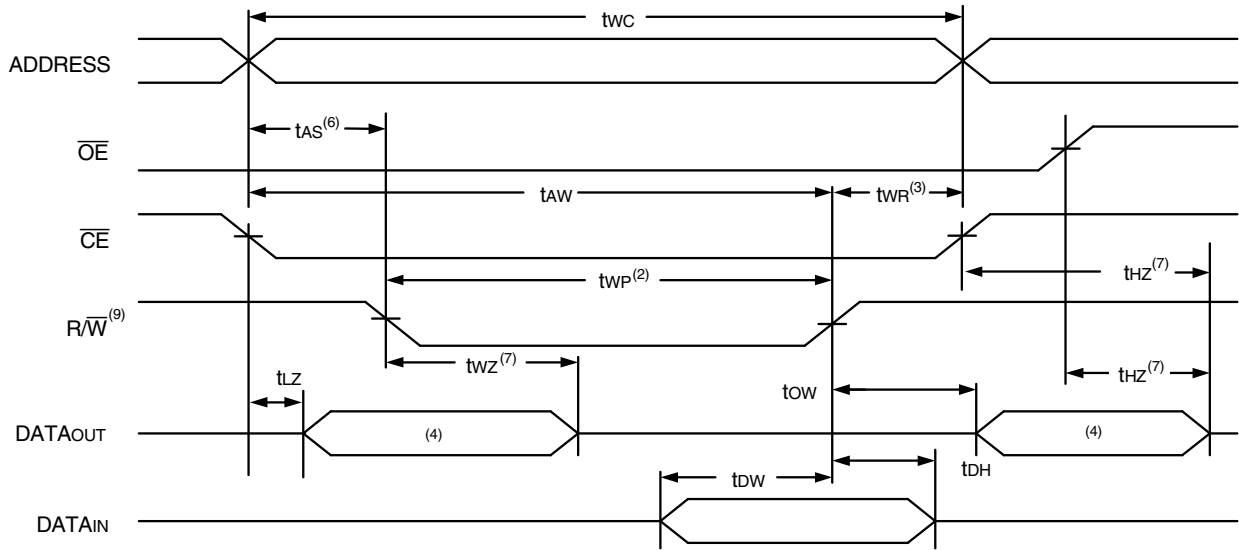 tWC
ADDRESS
tAS(6)
OE
tAW
tWR(3)
CE
tWP(2)
tHZ(7)
R/W(9)
tWZ(7)
tHZ(7)
tLZ
tOW
DATAOUT
(4)
(4)
tDW
tDH
DATAIN